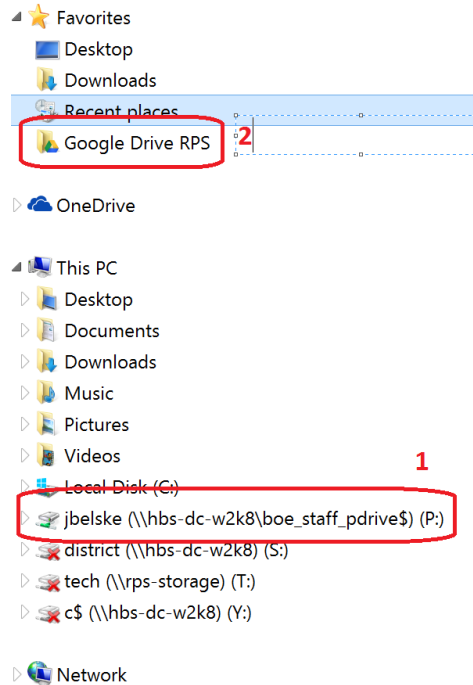 Favorites
Desktop
Downloads
Recent places
Google Drive RPS 2
OneDrive
This PC
Desktop
Documents
Downloads
Music
Pictures
Videos
1
Local Disk (C:)
jbelske (\\hbs-dc-w2k8\boe_staff_pdrive$) (P:)
district (\\hbs-dc-w2k8) (S:)
tech (\\rps-storage) (T:)
c$ (\\hbs-dc-w2k8) (Y:)
Network